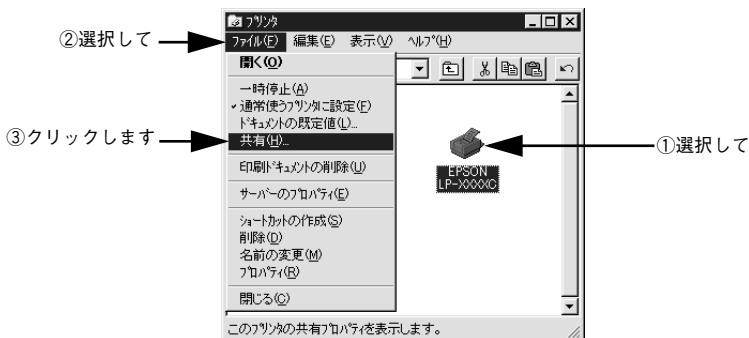 プリンタ
②選択して
ファイル(F) 編集(E) 表示(V) ヘルプ(H)
開く(O)
一時停止(A)
通常使うプリンタに設定(F)
ドキュメントの既定値(L)...
③クリックします
共有(H)...
①選択して
印刷ドキュメントの削除(U)
EPSON
LP-XXXXC
サーバーのプロパティ(E)
ショートカットの作成(S)
削除(D)
名前の変更(M)
プロパティ(R)
閉じる(C)
このプリンタの共有プロパティを表示します。